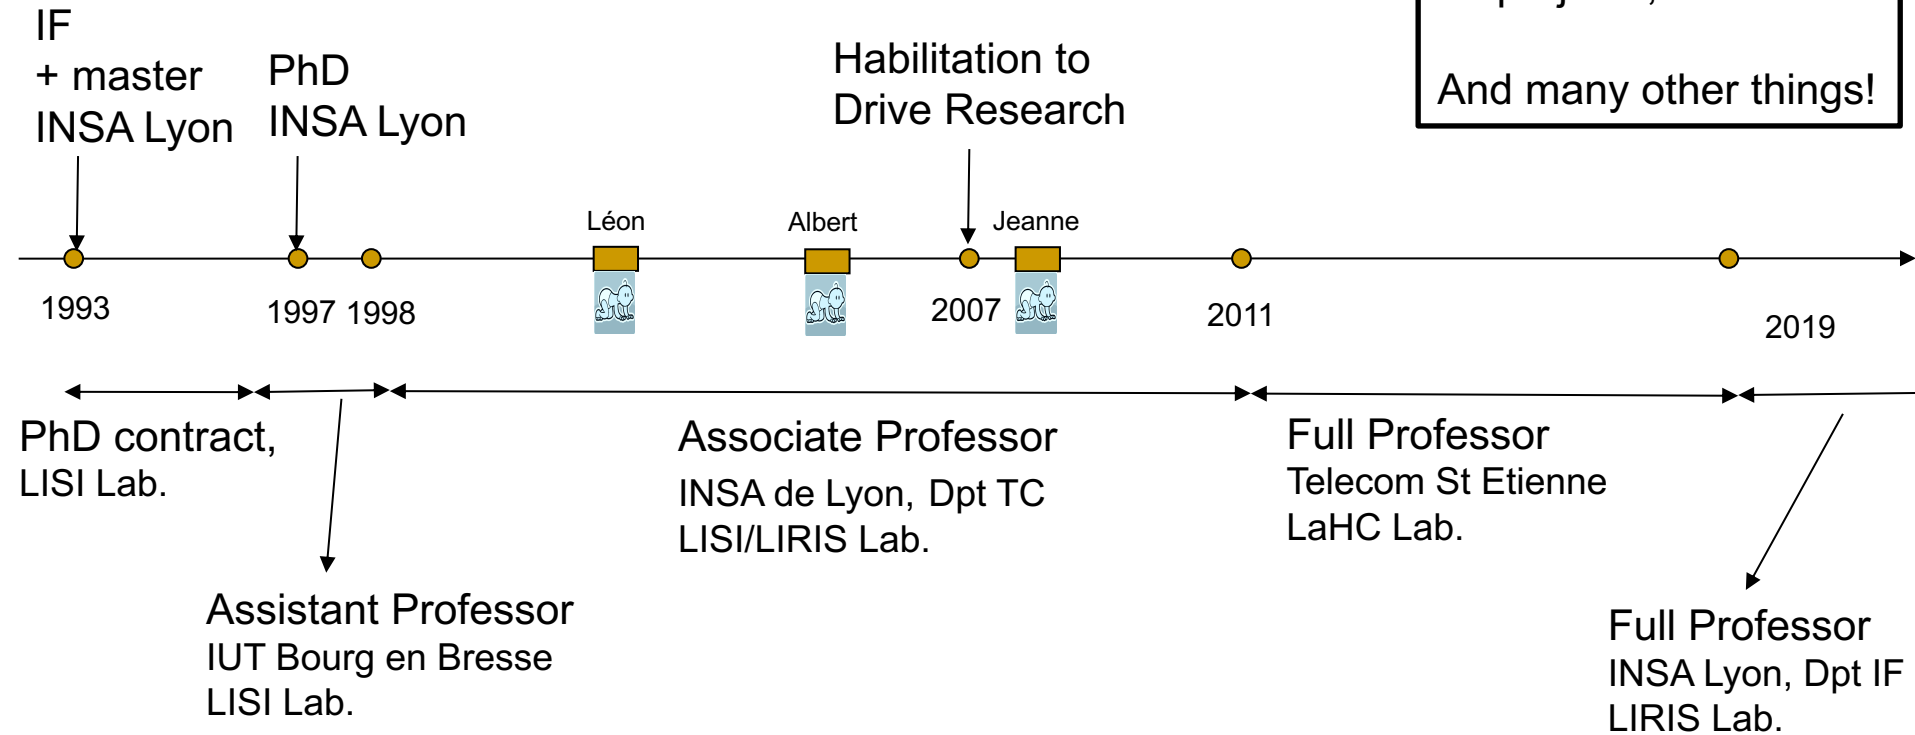 IF
+ master
INSA Lyon
PhD
INSA Lyon
Habilitation to
Drive Research
And many other things!
Léon
Albert
Jeanne
1993
1997
1998
2007
2011
2019
PhD contract,
LISI Lab.
Associate Professor
INSA de Lyon, Dpt TC
LISI/LIRIS Lab.
Full Professor
Telecom St Etienne
LaHC Lab.
Assistant Professor
IUT Bourg en Bresse
LISI Lab.
Full Professor
INSA Lyon, Dpt IF
LIRIS Lab.